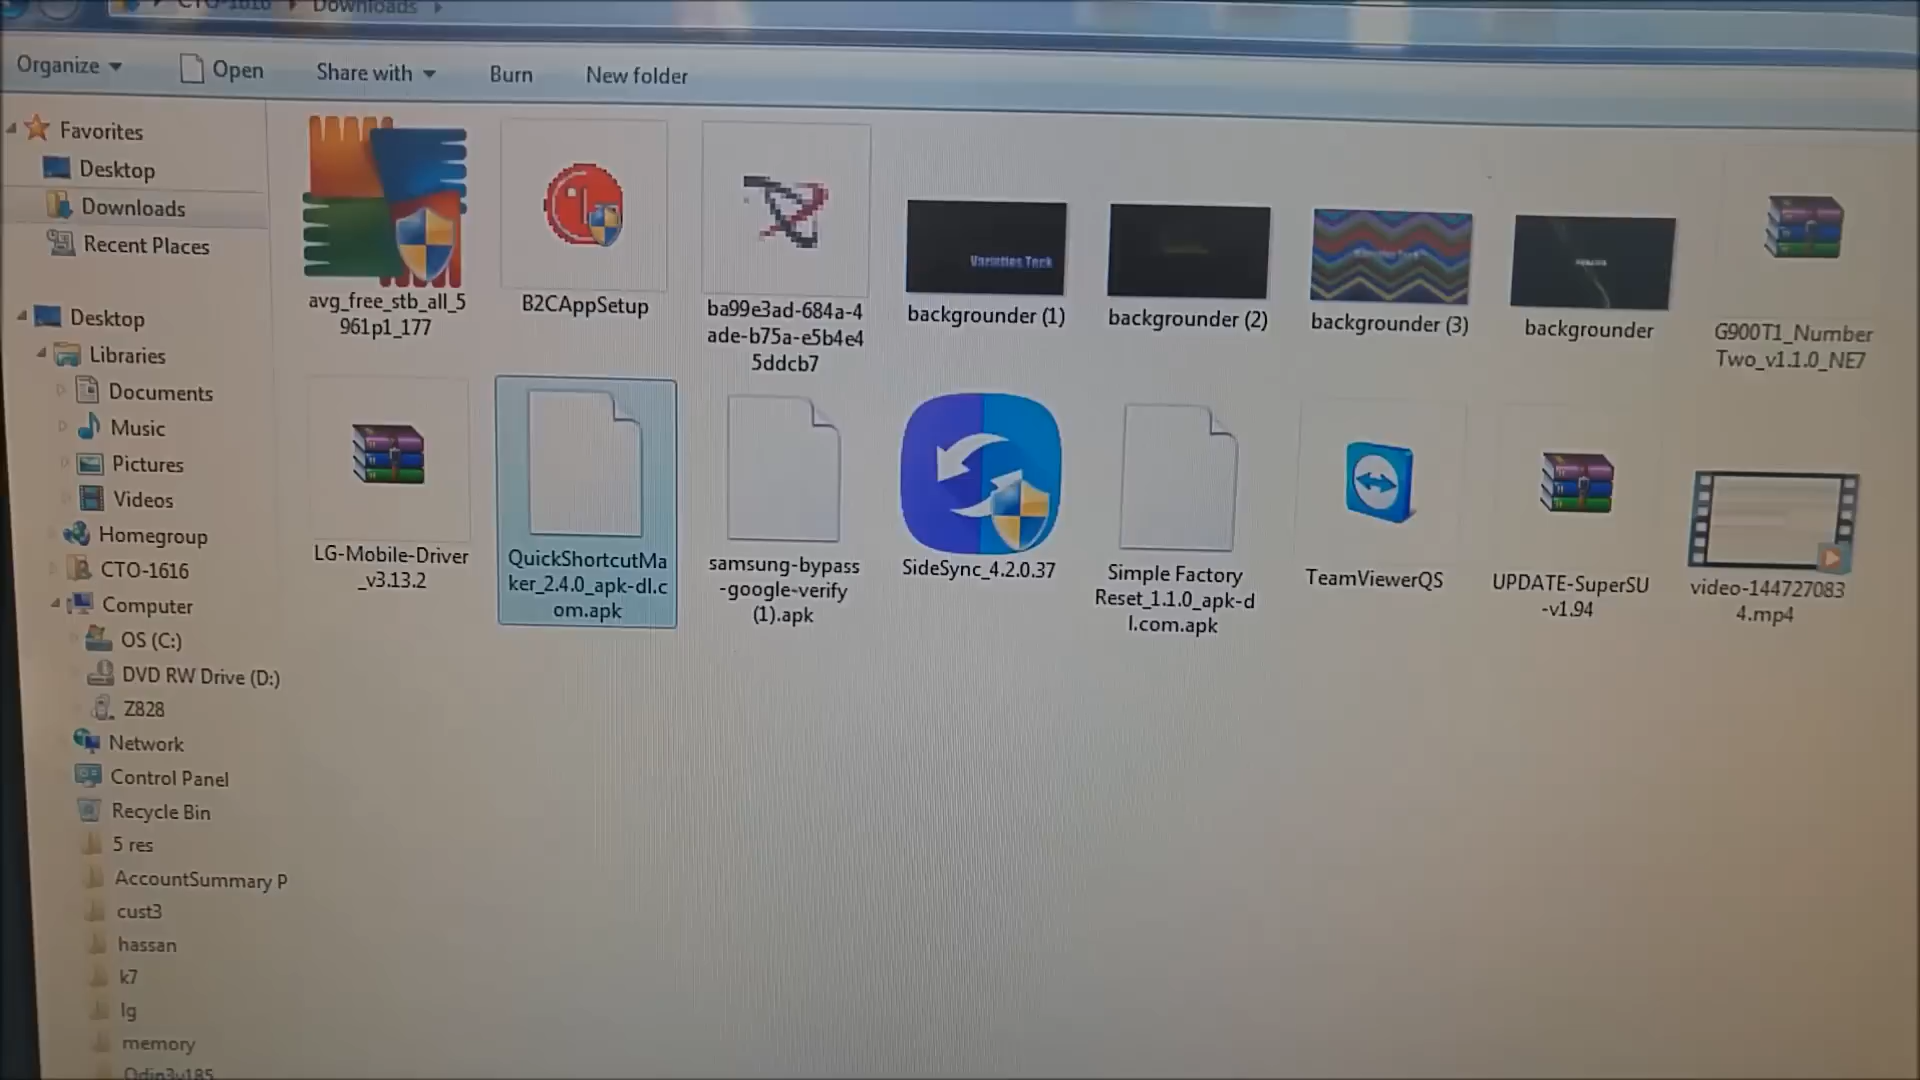 CTO-1616 Downloads
Organize Open Share with Burn New folder
Favorites
Desktop
Downloads
Recent Places
Desktop
Libraries
Documents
Music
Pictures
Videos
Homegroup
CTO-1616
Computer
OS (C:)
DVD RW Drive (D:)
Z828
Network
Control Panel
Recycle Bin
5 res
AccountSummary P
cust3
hassan
k7
lg
memory
Odin3v185
avg_free_stb_all_5
961p1_177
B2CAppSetup
ba99e3ad-684a-4
ade-b75a-e5b4e4
5ddcb7
Varieties Teck
backgrounder (1)
backgrounder (2)
backgrounder (3)
backgrounder
G900T1_Number
Two_v1.1.0_NE7
LG-Mobile-Driver
_v3.13.2
QuickShortcutMa
ker_2.4.0_apk-dl.c
om.apk
samsung-bypass
-google-verify
(1).apk
SideSync_4.2.0.37
Simple Factory
Reset_1.1.0_apk-d
l.com.apk
TeamViewerQS
UPDATE-SuperSU
-v1.94
video-144727083
4.mp4